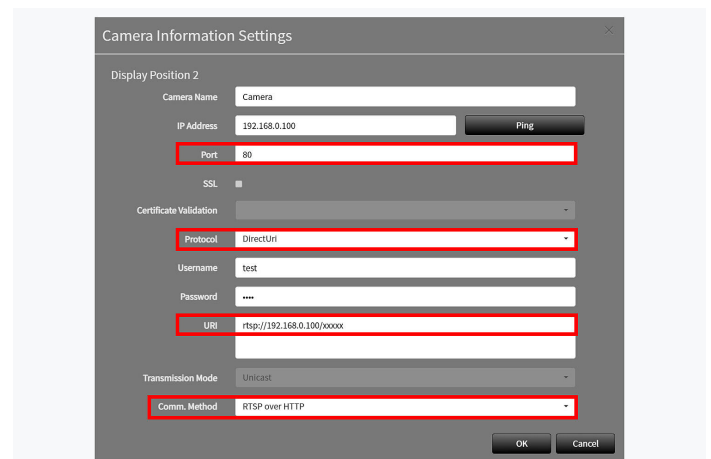 Camera Information Settings
Display Position 2
Camera Name Camera
IP Address 192.168.0.100 Ping
Port 80
SSL
Certificate Validation
Protocol DirectUri
Username test
Password ••••
URI rtsp://192.168.0.100/xxxxx
Transmission Mode Unicast
Comm. Method RTSP over HTTP
OK Cancel